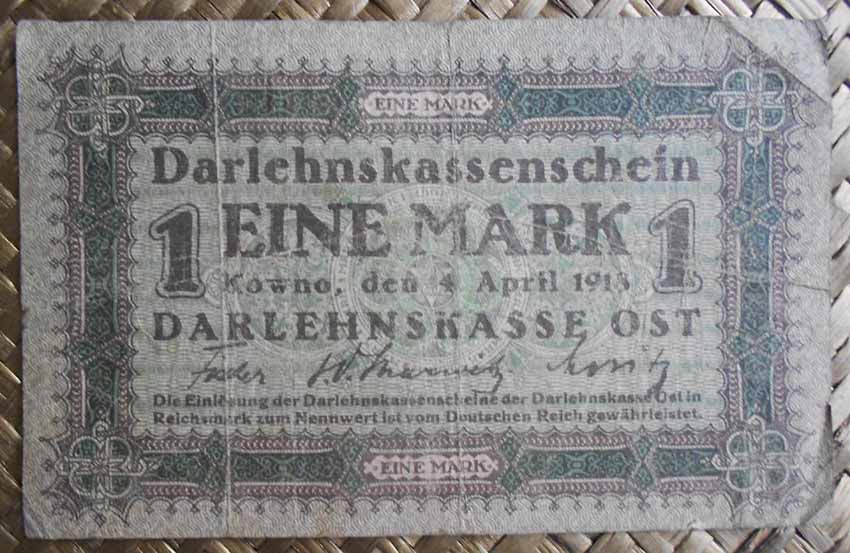 EINE MARK
Darlehnskassenschein
1 EINE MARK 1
Kowno, den 4 April 1918
DARLEHNSKASSE OST
Die Einlösung der Darlehnskassenscheine der Darlehnskasse Ost in
Reichsmark zum Nennwert ist vom Deutschen Reich gewährleistet.
EINE MARK